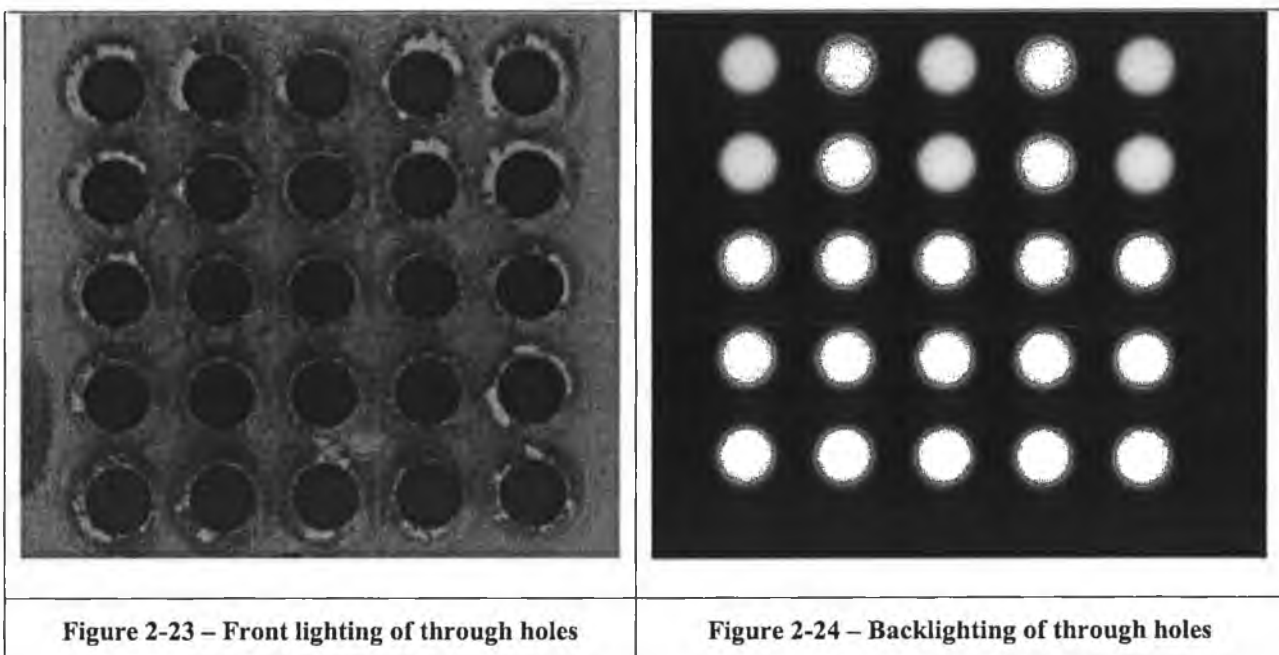 Figure 2-23 – Front lighting of through holes
Figure 2-24 – Backlighting of through holes